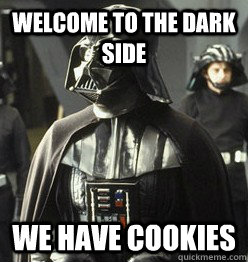 WELCOME TO THE DARK
SIDE
WE HAVE COOKIES
quickmeme.com